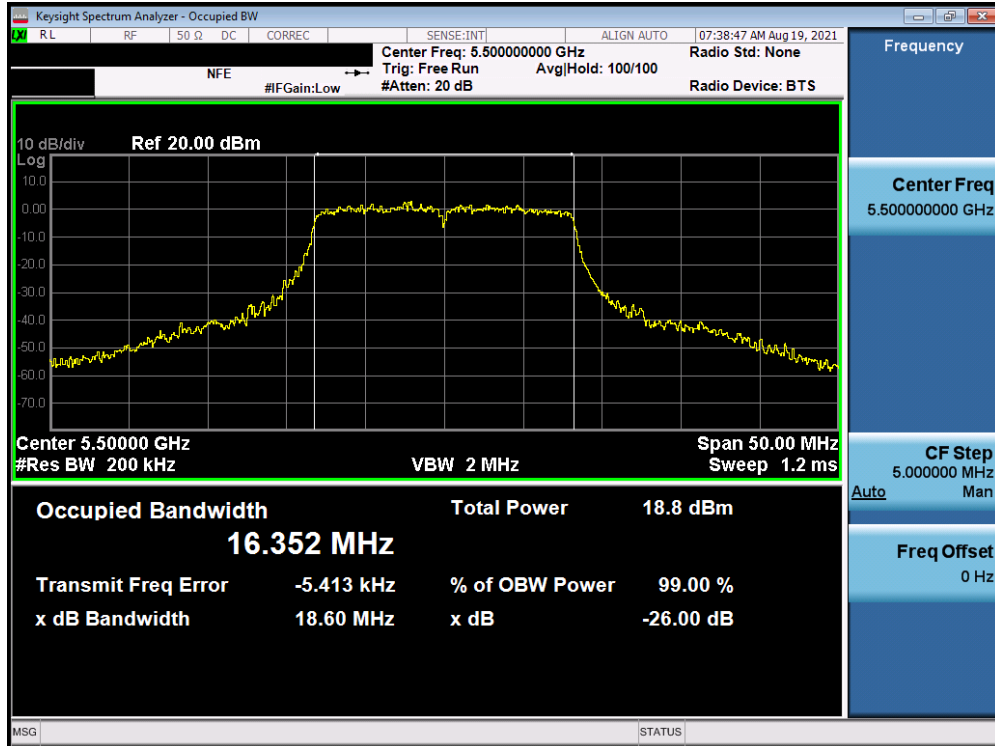 Keysight Spectrum Analyzer - Occupied BW
LXI RL RF 50 Ω DC CORREC SENSE:INT ALIGN AUTO 07:38:47 AM Aug 19, 2021
Center Freq: 5.500000000 GHz Radio Std: None
NFE Trig: Free Run Avg|Hold: 100/100
#IFGain:Low #Atten: 20 dB Radio Device: BTS
10 dB/div Ref 20.00 dBm
Log
10.0
0.00
-10.0
-20.0
-30.0
-40.0
-50.0
-60.0
-70.0
Center 5.50000 GHz Span 50.00 MHz
#Res BW 200 kHz VBW 2 MHz Sweep 1.2 ms
Occupied Bandwidth Total Power 18.8 dBm
16.352 MHz
Transmit Freq Error -5.413 kHz % of OBW Power 99.00 %
x dB Bandwidth 18.60 MHz x dB -26.00 dB
MSG STATUS
Frequency
Center Freq
5.500000000 GHz
CF Step
5.000000 MHz
Auto Man
Freq Offset
0 Hz